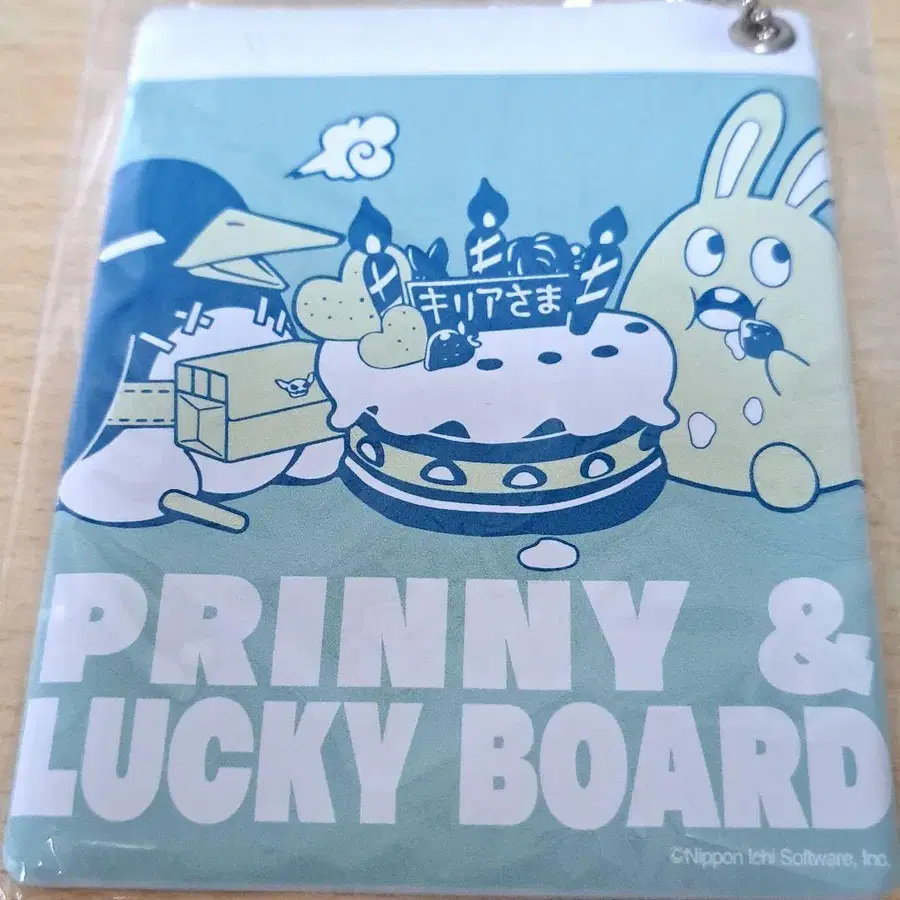 キリアさま
PRINNY &
LUCKY BOARD
©Nippon Ichi Software, Inc.